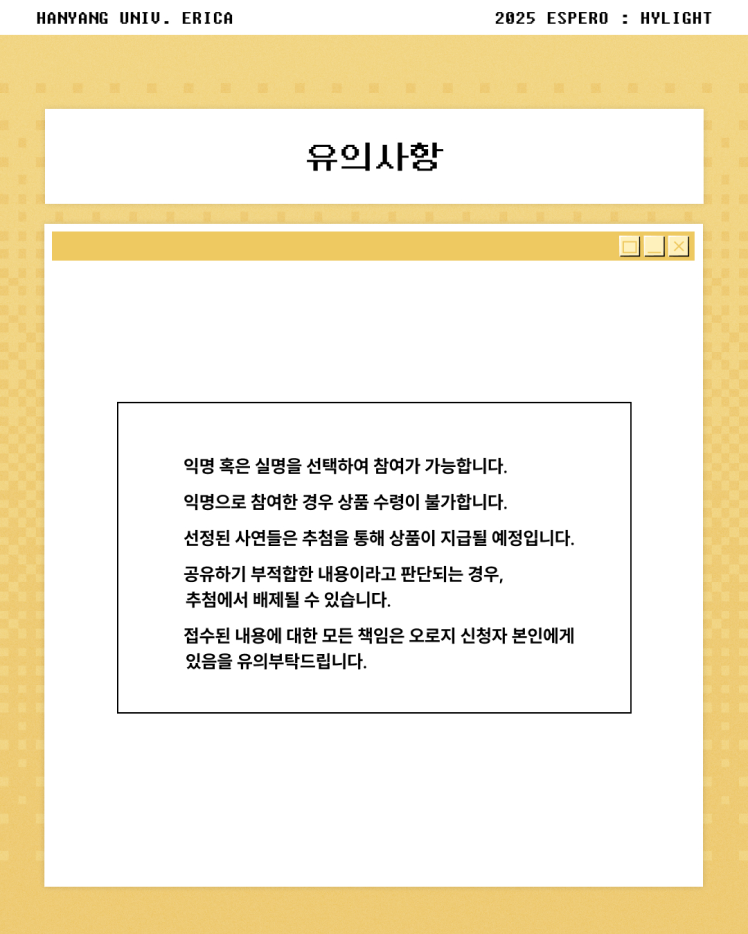 HANYANG UNIV. ERICA
2025 ESPERO : HYLIGHT
유의사항
익명 혹은 실명을 선택하여 참여가 가능합니다.
익명으로 참여한 경우 상품 수령이 불가합니다.
선정된 사연들은 추첨을 통해 상품이 지급될 예정입니다.
공유하기 부적합한 내용이라고 판단되는 경우,
추첨에서 배제될 수 있습니다.
접수된 내용에 대한 모든 책임은 오로지 신청자 본인에게
있음을 유의부탁드립니다.